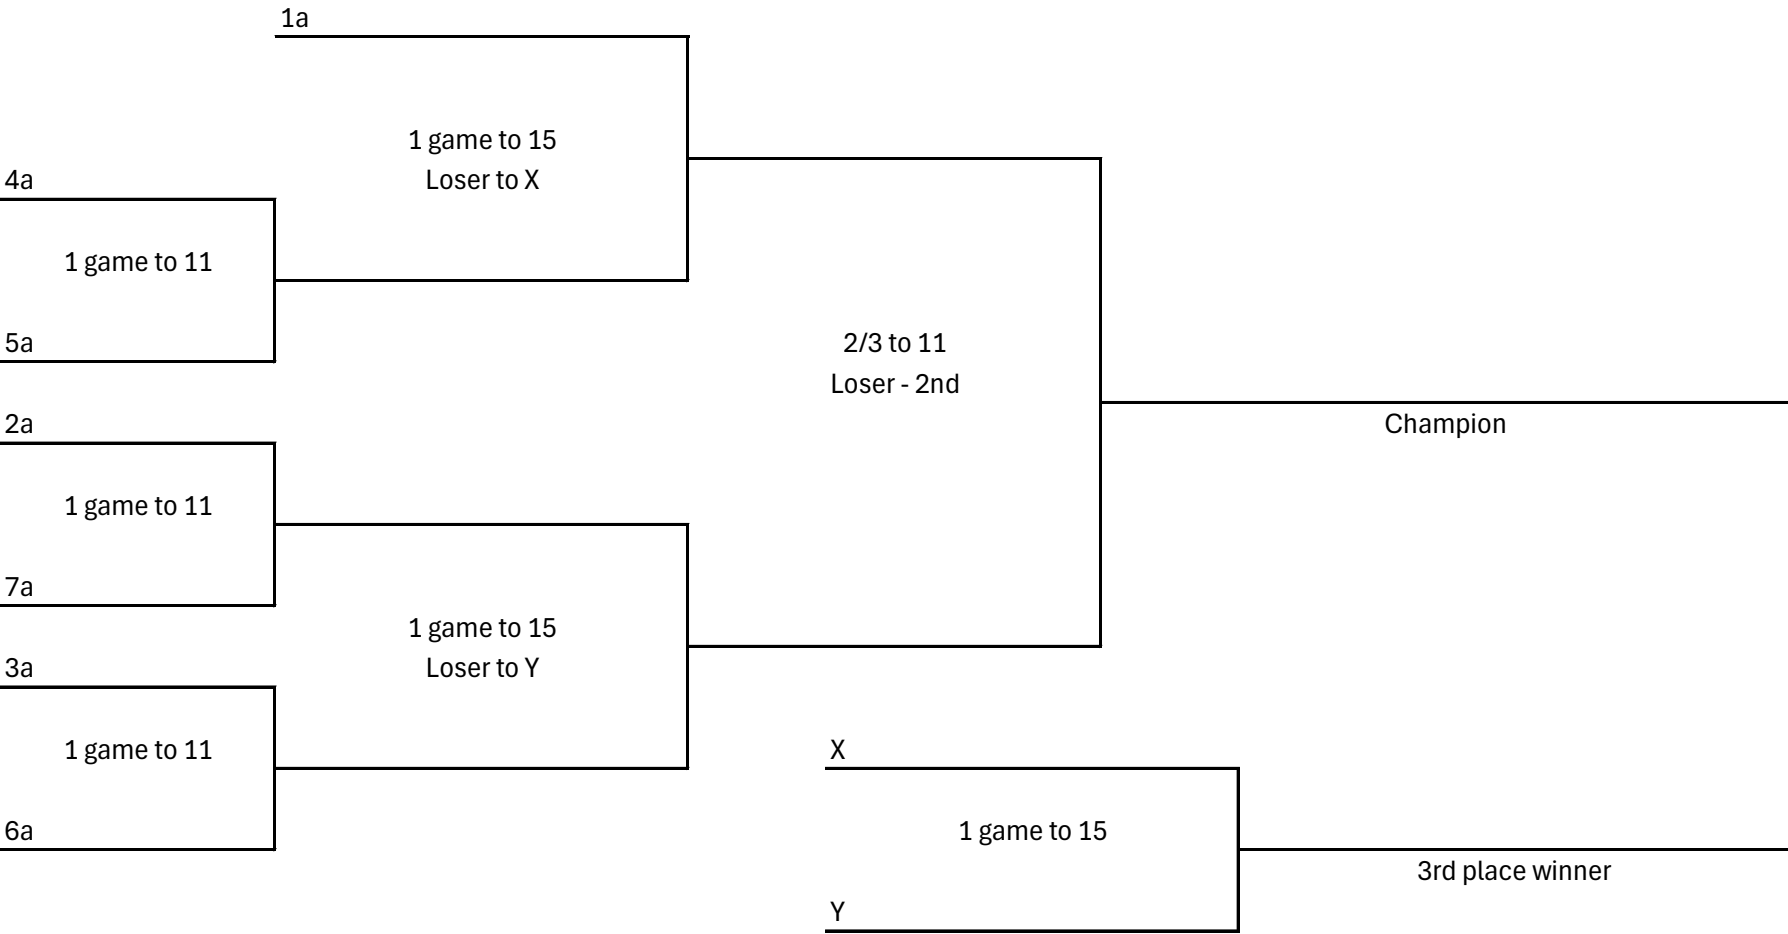 1a
1 game to 15
Loser to X
4a
1 game to 11
5a
2/3 to 11
Loser - 2nd
2a
Champion
1 game to 11
7a
1 game to 15
Loser to Y
3a
1 game to 11
X
6a
1 game to 15
3rd place winner
Y